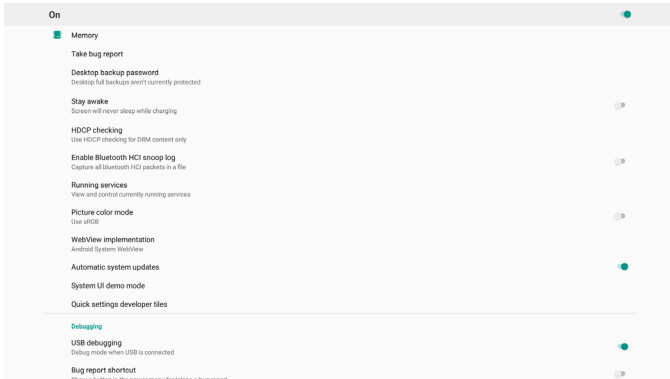 On
Memory
Take bug report
Desktop backup password
Desktop full backups aren't currently protected
Stay awake
Screen will never sleep while charging
HDCP checking
Use HDCP checking for DRM content only
Enable Bluetooth HCI snoop log
Capture all bluetooth HCI packets in a file
Running services
View and control currently running services
Picture color mode
Use sRGB
WebView implementation
Android System WebView
Automatic system updates
System UI demo mode
Quick settings developer tiles
Debugging
USB debugging
Debug mode when USB is connected
Bug report shortcut